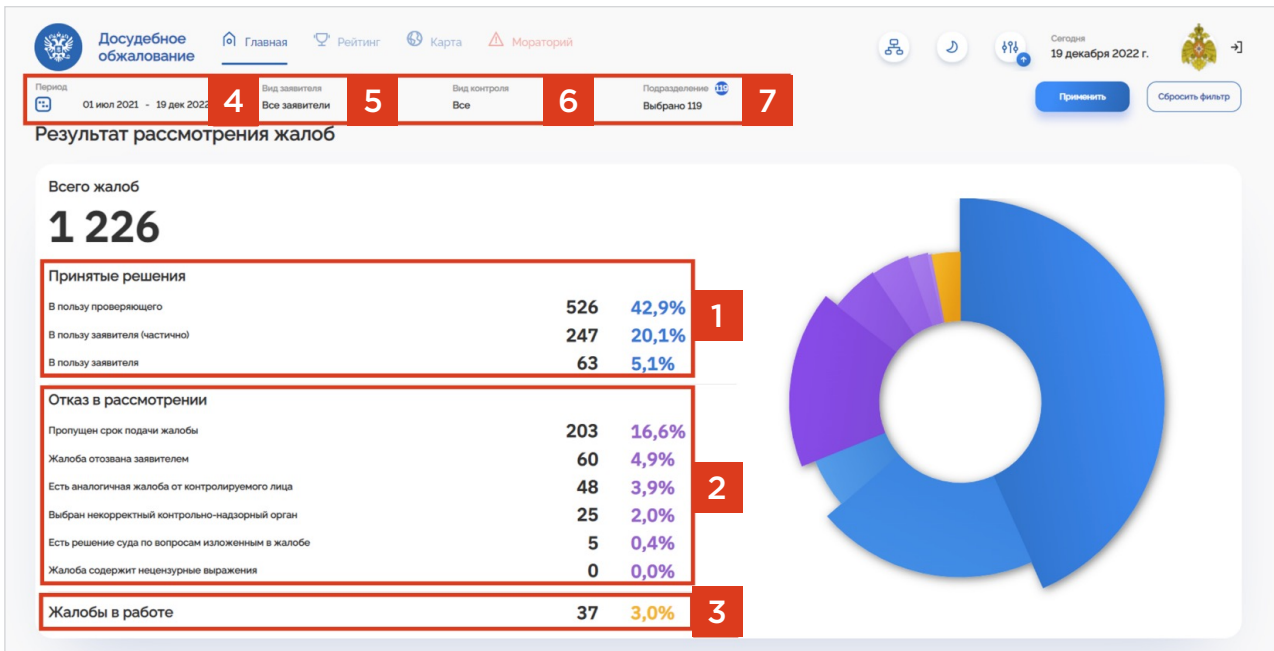 Досудебное
обжалование
Главная
Рейтинг
Карта
Мораторий
Сегодня
19 декабря 2022 г.
Период
01 июл 2021 - 19 дек 2022
4
Вид заявителя
Все заявители
5
Вид контроля
Все
6
Подразделение 119
Выбрано 119
7
Применить
Сбросить фильтр
Результат рассмотрения жалоб
Всего жалоб
1 226
Принятые решения
В пользу проверяющего 526 42,9%
В пользу заявителя (частично) 247 20,1%
В пользу заявителя 63 5,1%
1
Отказ в рассмотрении
Пропущен срок подачи жалобы 203 16,6%
Жалоба отозвана заявителем 60 4,9%
Есть аналогичная жалоба от контролируемого лица 48 3,9%
Выбран некорректный контрольно-надзорный орган 25 2,0%
Есть решение суда по вопросам изложенным в жалобе 5 0,4%
Жалоба содержит нецензурные выражения 0 0,0%
2
Жалобы в работе 37 3,0%
3